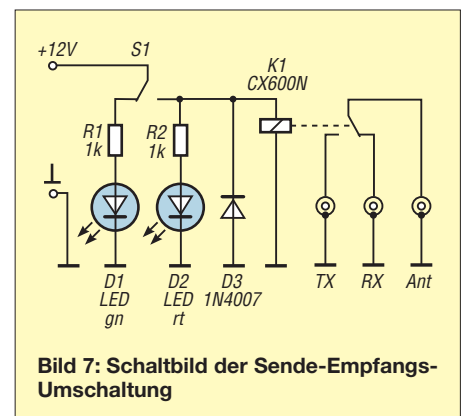 +12V
S1
K1
CX600N
R1
1k
R2
1k
D1
LED
gn
D2
LED
rt
D3
1N4007
TX
RX
Ant
Bild 7: Schaltbild der Sende-Empfangs-
Umschaltung